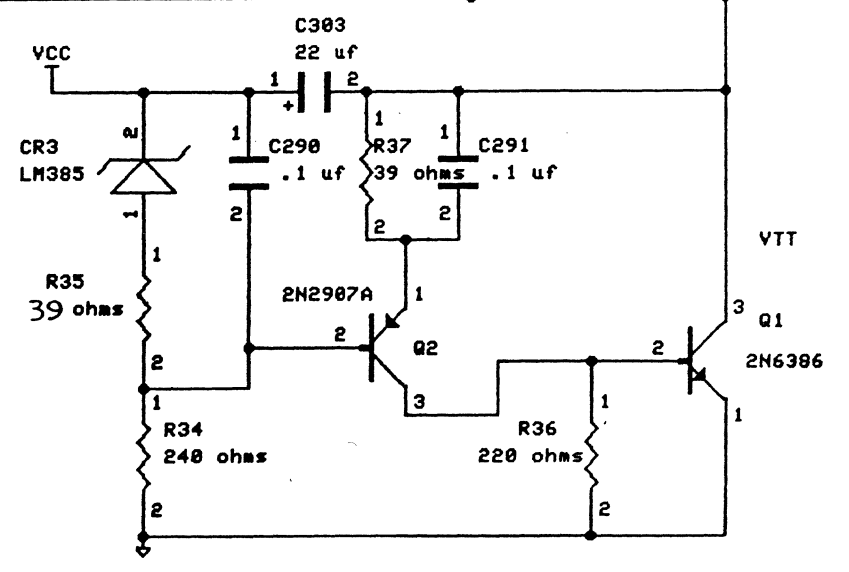 C303
22 uf
VCC
1
+
2
2
1
1
1
CR3
LM385
C290
.1 uf
R37
39 ohms
C291
.1 uf
1
2
2
2
1
R35
39 ohms
2N2907A
1
VTT
3
Q1
2N6386
2
2
Q2
2
1
3
1
1
R34
240 ohms
R36
220 ohms
2
2